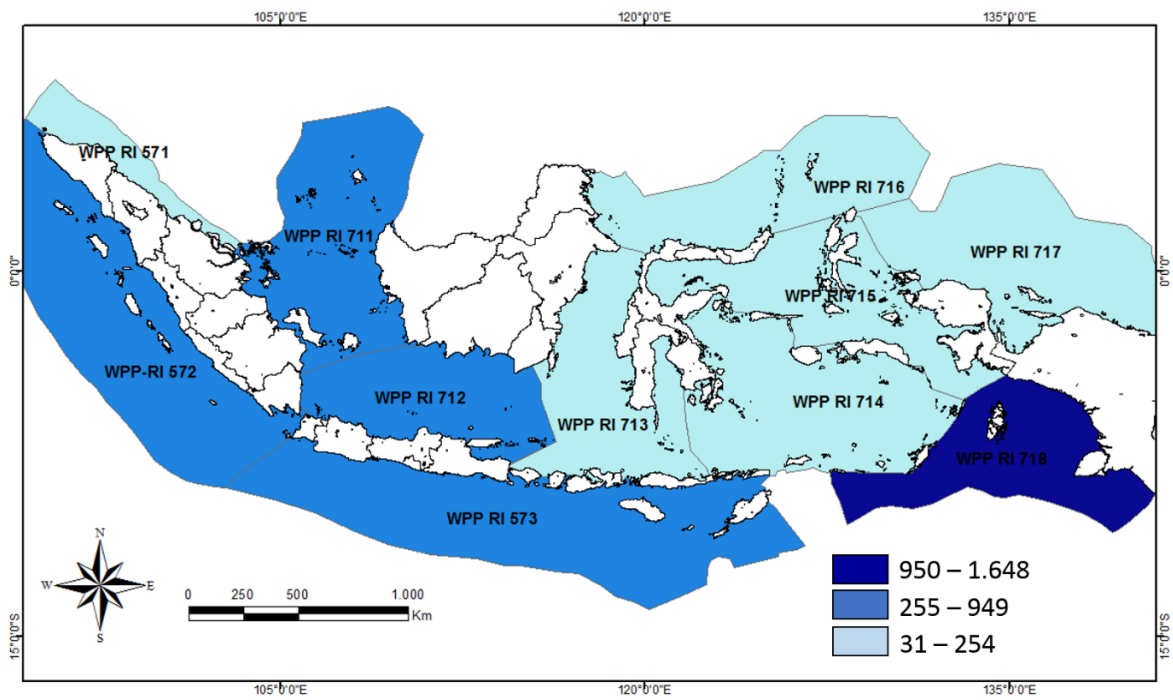 105°0'0"E 120°0'0"E 135°0'0"E
WPP RI 571
WPP RI 716
WPP RI 711
WPP RI 717
0°0'0" 0°0'0"
WPP RI 715
WPP-RI 572
WPP RI 712
WPP RI 714
WPP RI 713
WPP RI 718
WPP RI 573
N
W E
S
0 250 500 1.000
Km
950 – 1.648
255 – 949
31 – 254
15°0'0"S 15°0'0"S
105°0'0"E 120°0'0"E 135°0'0"E